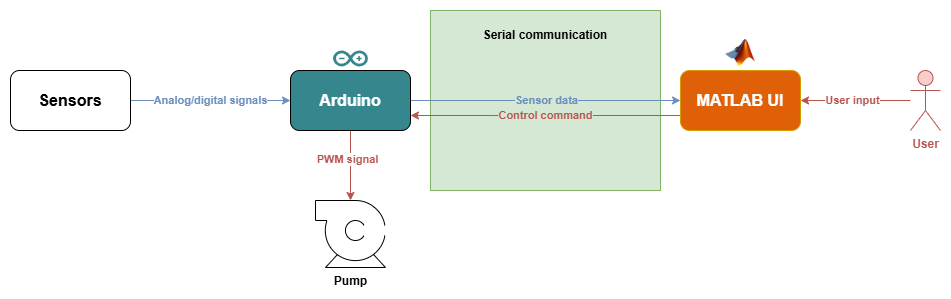 Serial communication
Sensors
Analog/digital signals
Arduino
Sensor data
Control command
MATLAB UI
User input
User
PWM signal
Pump